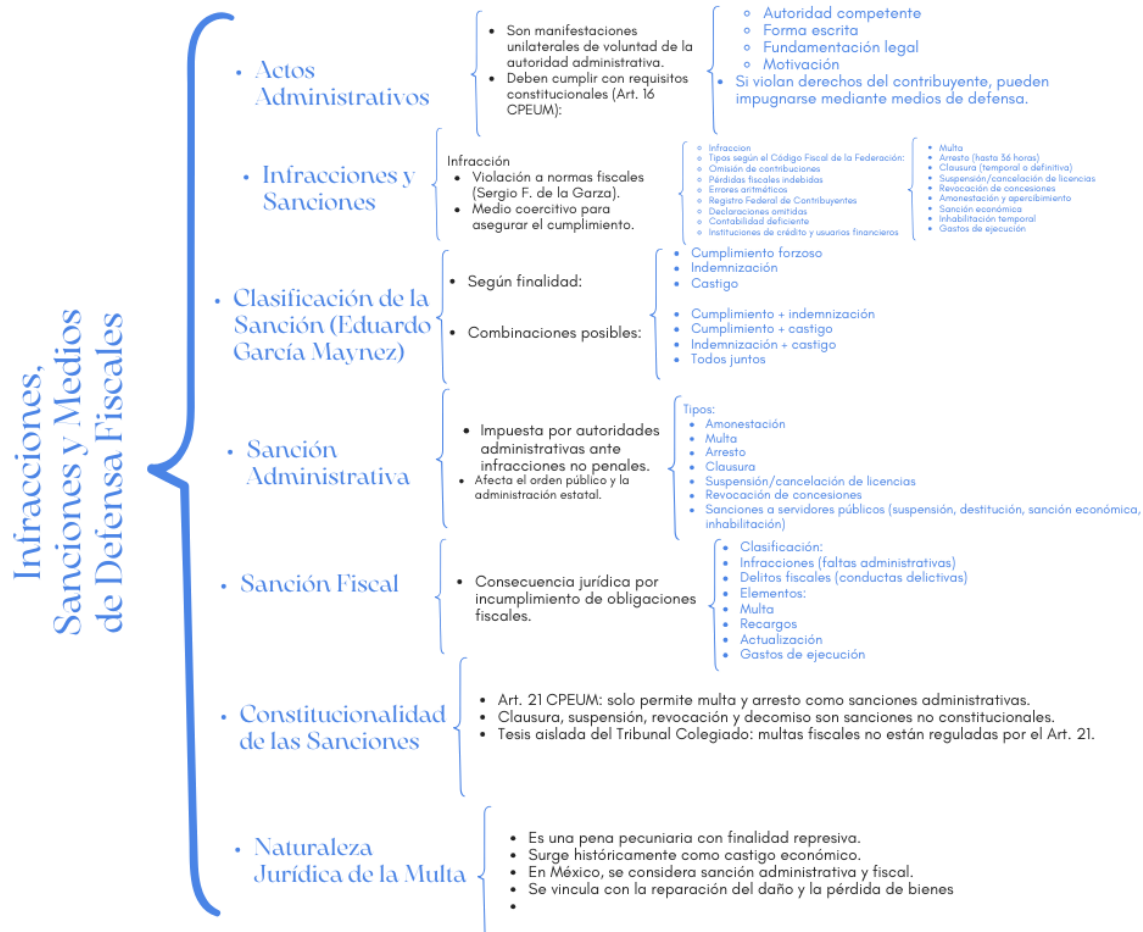 Infracciones,
Sanciones y Medios
de Defensa Fiscales
• Actos
Administrativos
• Son manifestaciones
unilaterales de voluntad de la
autoridad administrativa.
• Deben cumplir con requisitos
constitucionales (Art. 16
CPEUM):
◦ Autoridad competente
◦ Forma escrita
◦ Fundamentación legal
◦ Motivación
• Si violan derechos del contribuyente, pueden
impugnarse mediante medios de defensa.
• Infracciones y
Sanciones
Infracción
• Violación a normas fiscales
(Sergio F. de la Garza).
• Medio coercitivo para
asegurar el cumplimiento.
◦ Infraccion
◦ Tipos según el Código Fiscal de la Federación:
◦ Omisión de contribuciones
◦ Pérdidas fiscales indebidas
◦ Errores aritméticos
◦ Registro Federal de Contribuyentes
◦ Declaraciones omitidas
◦ Contabilidad deficiente
◦ Instituciones de crédito y usuarios financieros
• Multa
• Arresto (hasta 36 horas)
• Clausura (temporal o definitiva)
• Suspensión/cancelación de licencias
• Revocación de concesiones
• Amonestación y apercibimiento
• Sanción económica
• Inhabilitación temporal
• Gastos de ejecución
• Clasificación de la
Sanción (Eduardo
García Maynez)
• Según finalidad:
• Cumplimiento forzoso
• Indemnización
• Castigo
• Combinaciones posibles:
• Cumplimiento + indemnización
• Cumplimiento + castigo
• Indemnización + castigo
• Todos juntos
• Sanción
Administrativa
• Impuesta por autoridades
administrativas ante
infracciones no penales.
• Afecta el orden público y la
administración estatal.
Tipos:
• Amonestación
• Multa
• Arresto
• Clausura
• Suspensión/cancelación de licencias
• Revocación de concesiones
• Sanciones a servidores públicos (suspensión, destitución, sanción económica,
inhabilitación)
• Sanción Fiscal
• Consecuencia jurídica por
incumplimiento de obligaciones
fiscales.
• Clasificación:
• Infracciones (faltas administrativas)
• Delitos fiscales (conductas delictivas)
• Elementos:
• Multa
• Recargos
• Actualización
• Gastos de ejecución
• Constitucionalidad
de las Sanciones
• Art. 21 CPEUM: solo permite multa y arresto como sanciones administrativas.
• Clausura, suspensión, revocación y decomiso son sanciones no constitucionales.
• Tesis aislada del Tribunal Colegiado: multas fiscales no están reguladas por el Art. 21.
• Naturaleza
Jurídica de la Multa
• Es una pena pecuniaria con finalidad represiva.
• Surge históricamente como castigo económico.
• En México, se considera sanción administrativa y fiscal.
• Se vincula con la reparación del daño y la pérdida de bienes
•